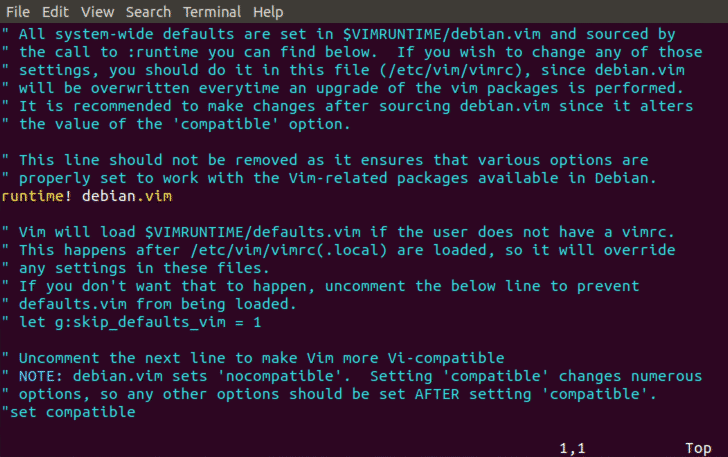 File Edit View Search Terminal Help
" All system-wide defaults are set in $VIMRUNTIME/debian.vim and sourced by
" the call to :runtime you can find below.  If you wish to change any of those
" settings, you should do it in this file (/etc/vim/vimrc), since debian.vim
" will be overwritten everytime an upgrade of the vim packages is performed.
" It is recommended to make changes after sourcing debian.vim since it alters
" the value of the 'compatible' option.

" This line should not be removed as it ensures that various options are
" properly set to work with the Vim-related packages available in Debian.
runtime! debian.vim

" Vim will load $VIMRUNTIME/defaults.vim if the user does not have a vimrc.
" This happens after /etc/vim/vimrc(.local) are loaded, so it will override
" any settings in these files.
" If you don't want that to happen, uncomment the below line to prevent
" defaults.vim from being loaded.
" let g:skip_defaults_vim = 1

" Uncomment the next line to make Vim more Vi-compatible
" NOTE: debian.vim sets 'nocompatible'.  Setting 'compatible' changes numerous
" options, so any other options should be set AFTER setting 'compatible'.
"set compatible
1,1 Top